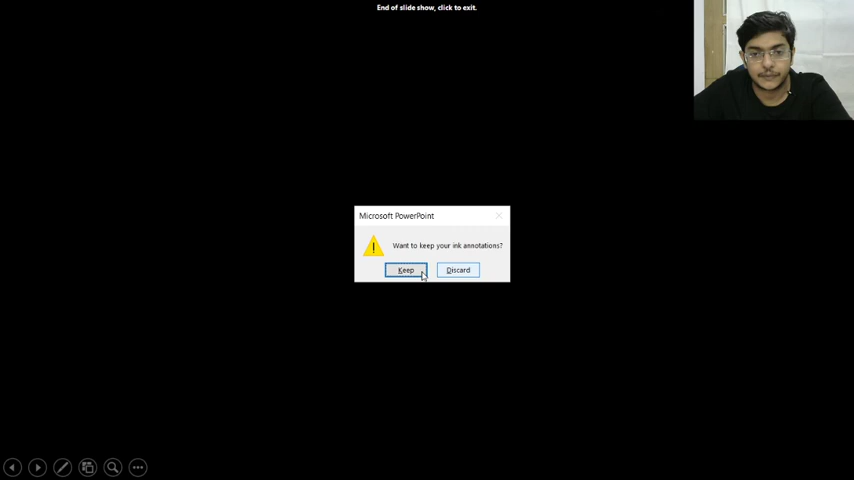 End of slide show, click to exit.
Microsoft PowerPoint
Want to keep your ink annotations?
Keep
Discard